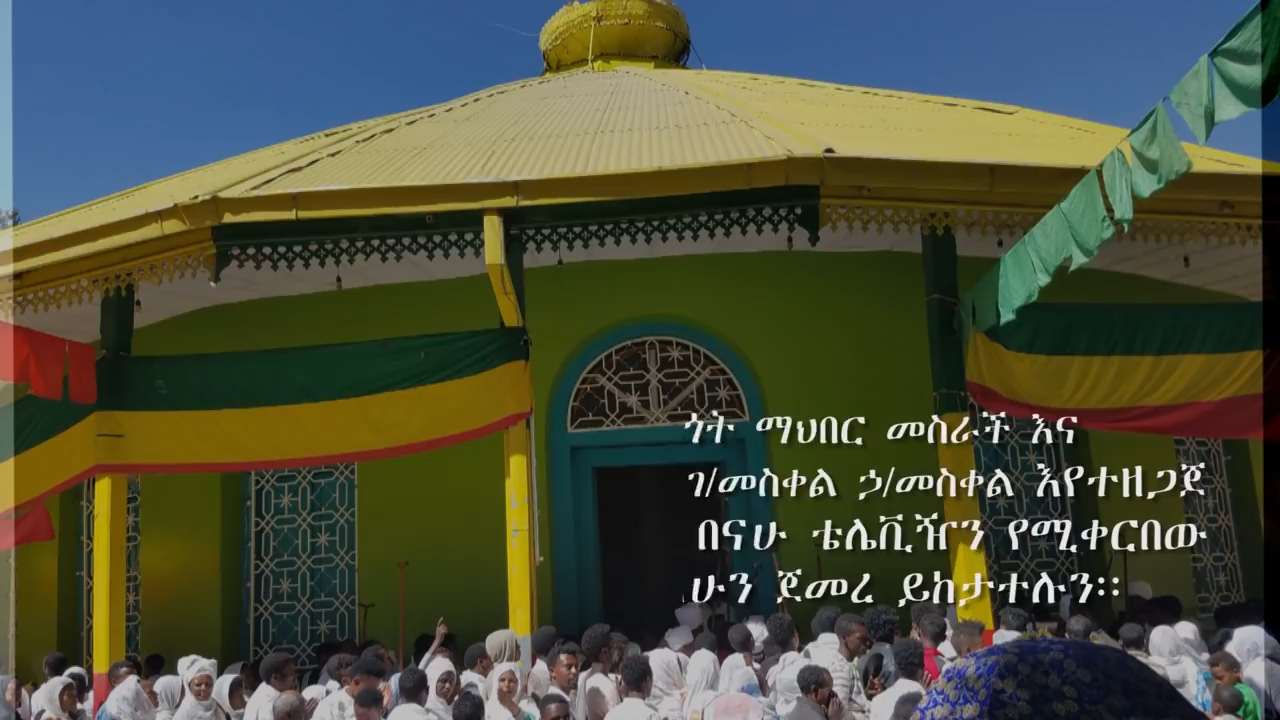 ጎት ማህበር መስራች እና
ገ/መስቀል ኃ/መስቀል እየተዘጋጀ
በናሁ ቴሌቪዥን የሚቀርበው
ሁን ጀመረ ይከታተሉን፡፡